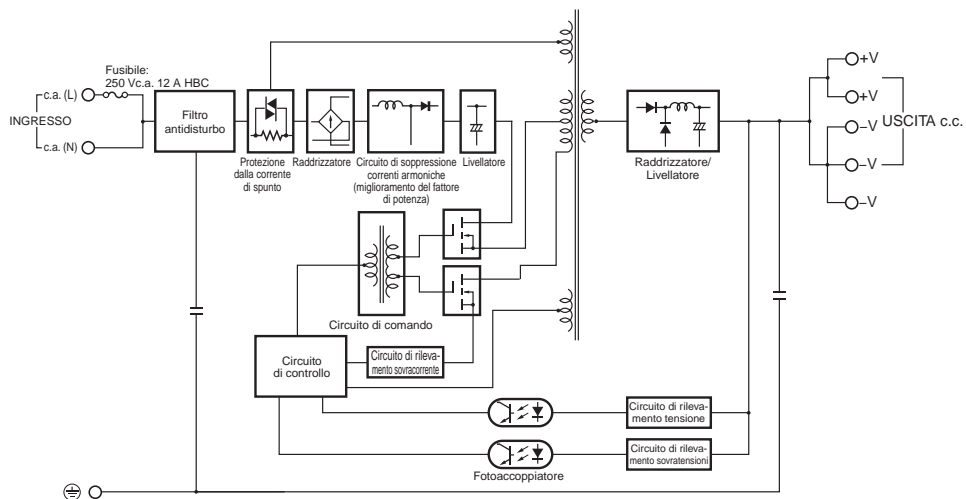 Fusibile:
250 Vc.a. 12 A HBC
c.a. (L)
INGRESSO
c.a. (N)
Filtro
antidisturbo
Protezione
dalla corrente
di spunto
Raddrizzatore
Circuito di soppressione
correnti armoniche
(miglioramento del fattore
di potenza)
Livellatore
Raddrizzatore/
Livellatore
+V
+V
–V
USCITA c.c.
–V
–V
Circuito di comando
Circuito
di controllo
Circuito di rileva-
mento sovracorrente
Circuito di rileva-
mento tensione
Circuito di rileva-
mento sovratensioni
Fotoaccoppiatore